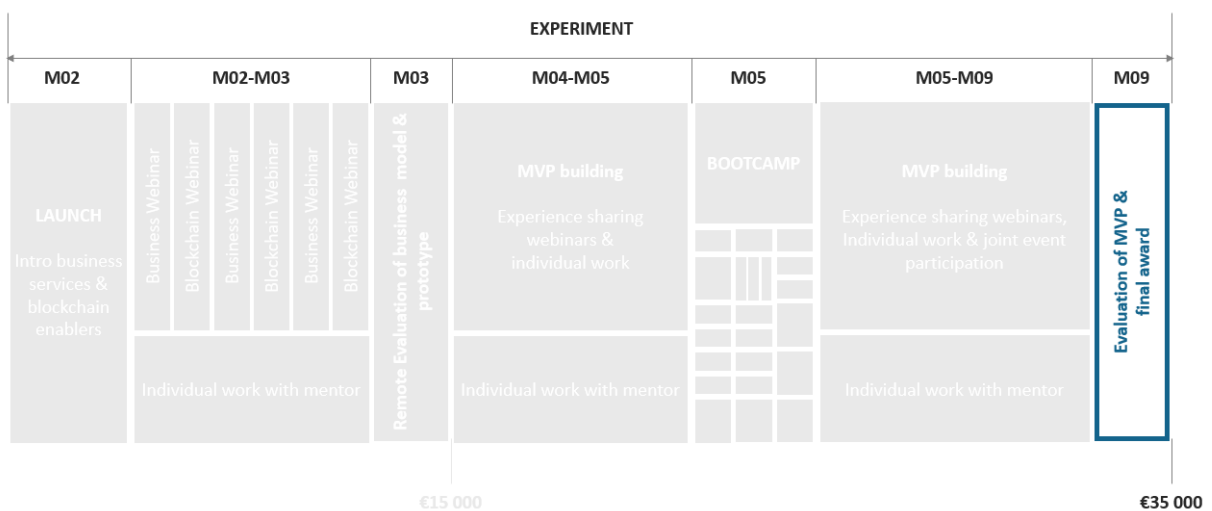 EXPERIMENT
M02
M02-M03
M03
M04-M05
M05
M05-M09
M09
LAUNCH
Intro business
services &
blockchain
enablers
Business Webinar
Blockchain Webinar
Business Webinar
Blockchain Webinar
Business Webinar
Blockchain Webinar
Individual work with mentor
Remote Evaluation of business model &
prototype
MVP building
Experience sharing
webinars &
individual work
Individual work with mentor
BOOTCAMP
MVP building
Experience sharing webinars,
Individual work & joint event
participation
Individual work with mentor
Evaluation of MVP &
final award
€15 000
€35 000